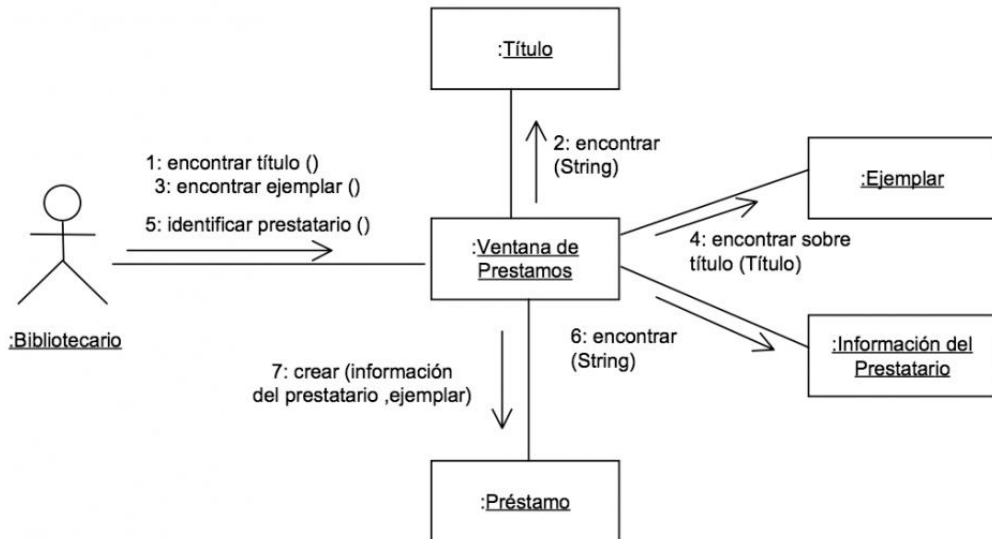 :Título
1: encontrar título ()
3: encontrar ejemplar ()
5: identificar prestatario ()
2: encontrar
(String)
:Ejemplar
:Ventana de
Prestamos
4: encontrar sobre
título (Título)
:Bibliotecario
6: encontrar
(String)
:Información del
Prestatario
7: crear (información
del prestatario ,ejemplar)
:Préstamo